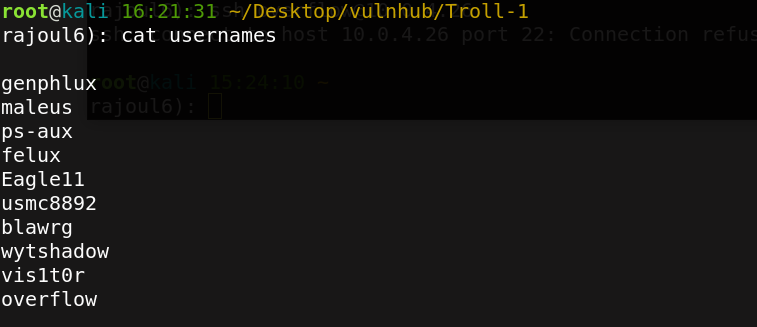 root@kali 16:21:31 ~/Desktop/vulnhub/Troll-1
rajoul6): cat usernames
host 10.0.4.26 port 22: Connection refus
genphlux
root@kali 15:24:10 ~
maleus
rajoul6):
ps-aux
felux
Eagle11
usmc8892
blawrg
wytshadow
vis1t0r
overflow